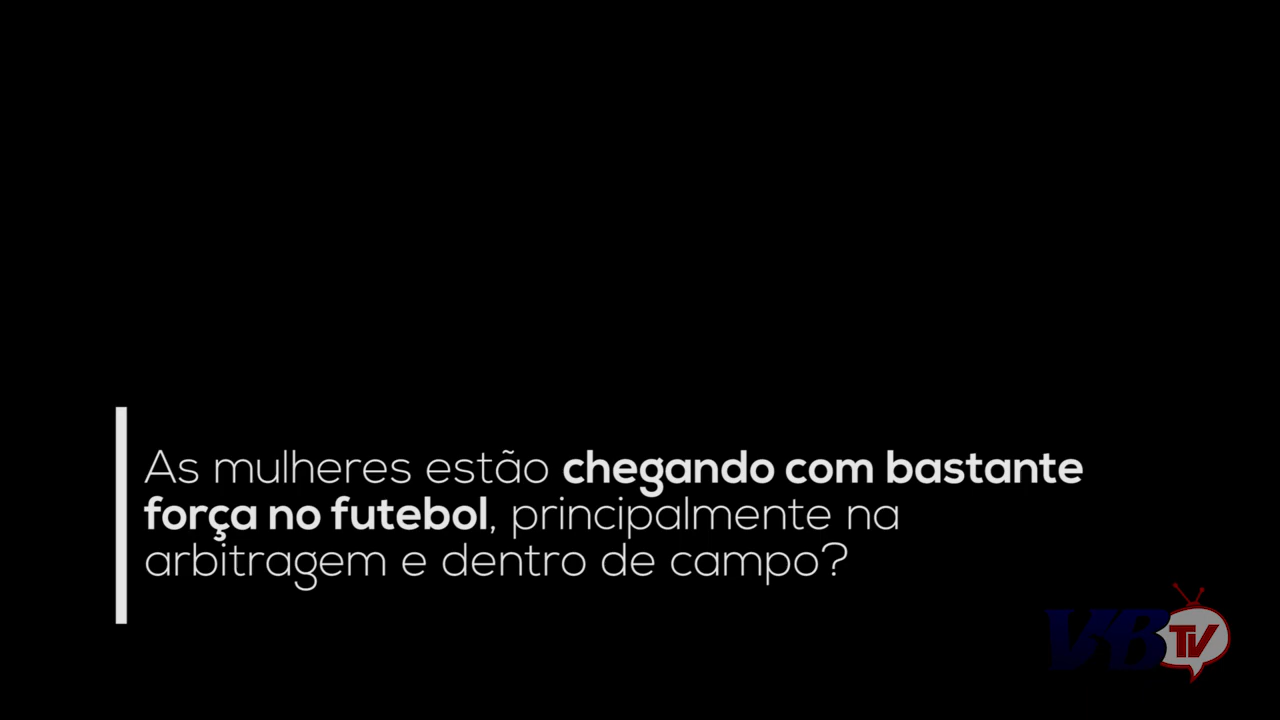 As mulheres estão chegando com bastante
força no futebol, principalmente na
arbitragem e dentro de campo?
VB TV